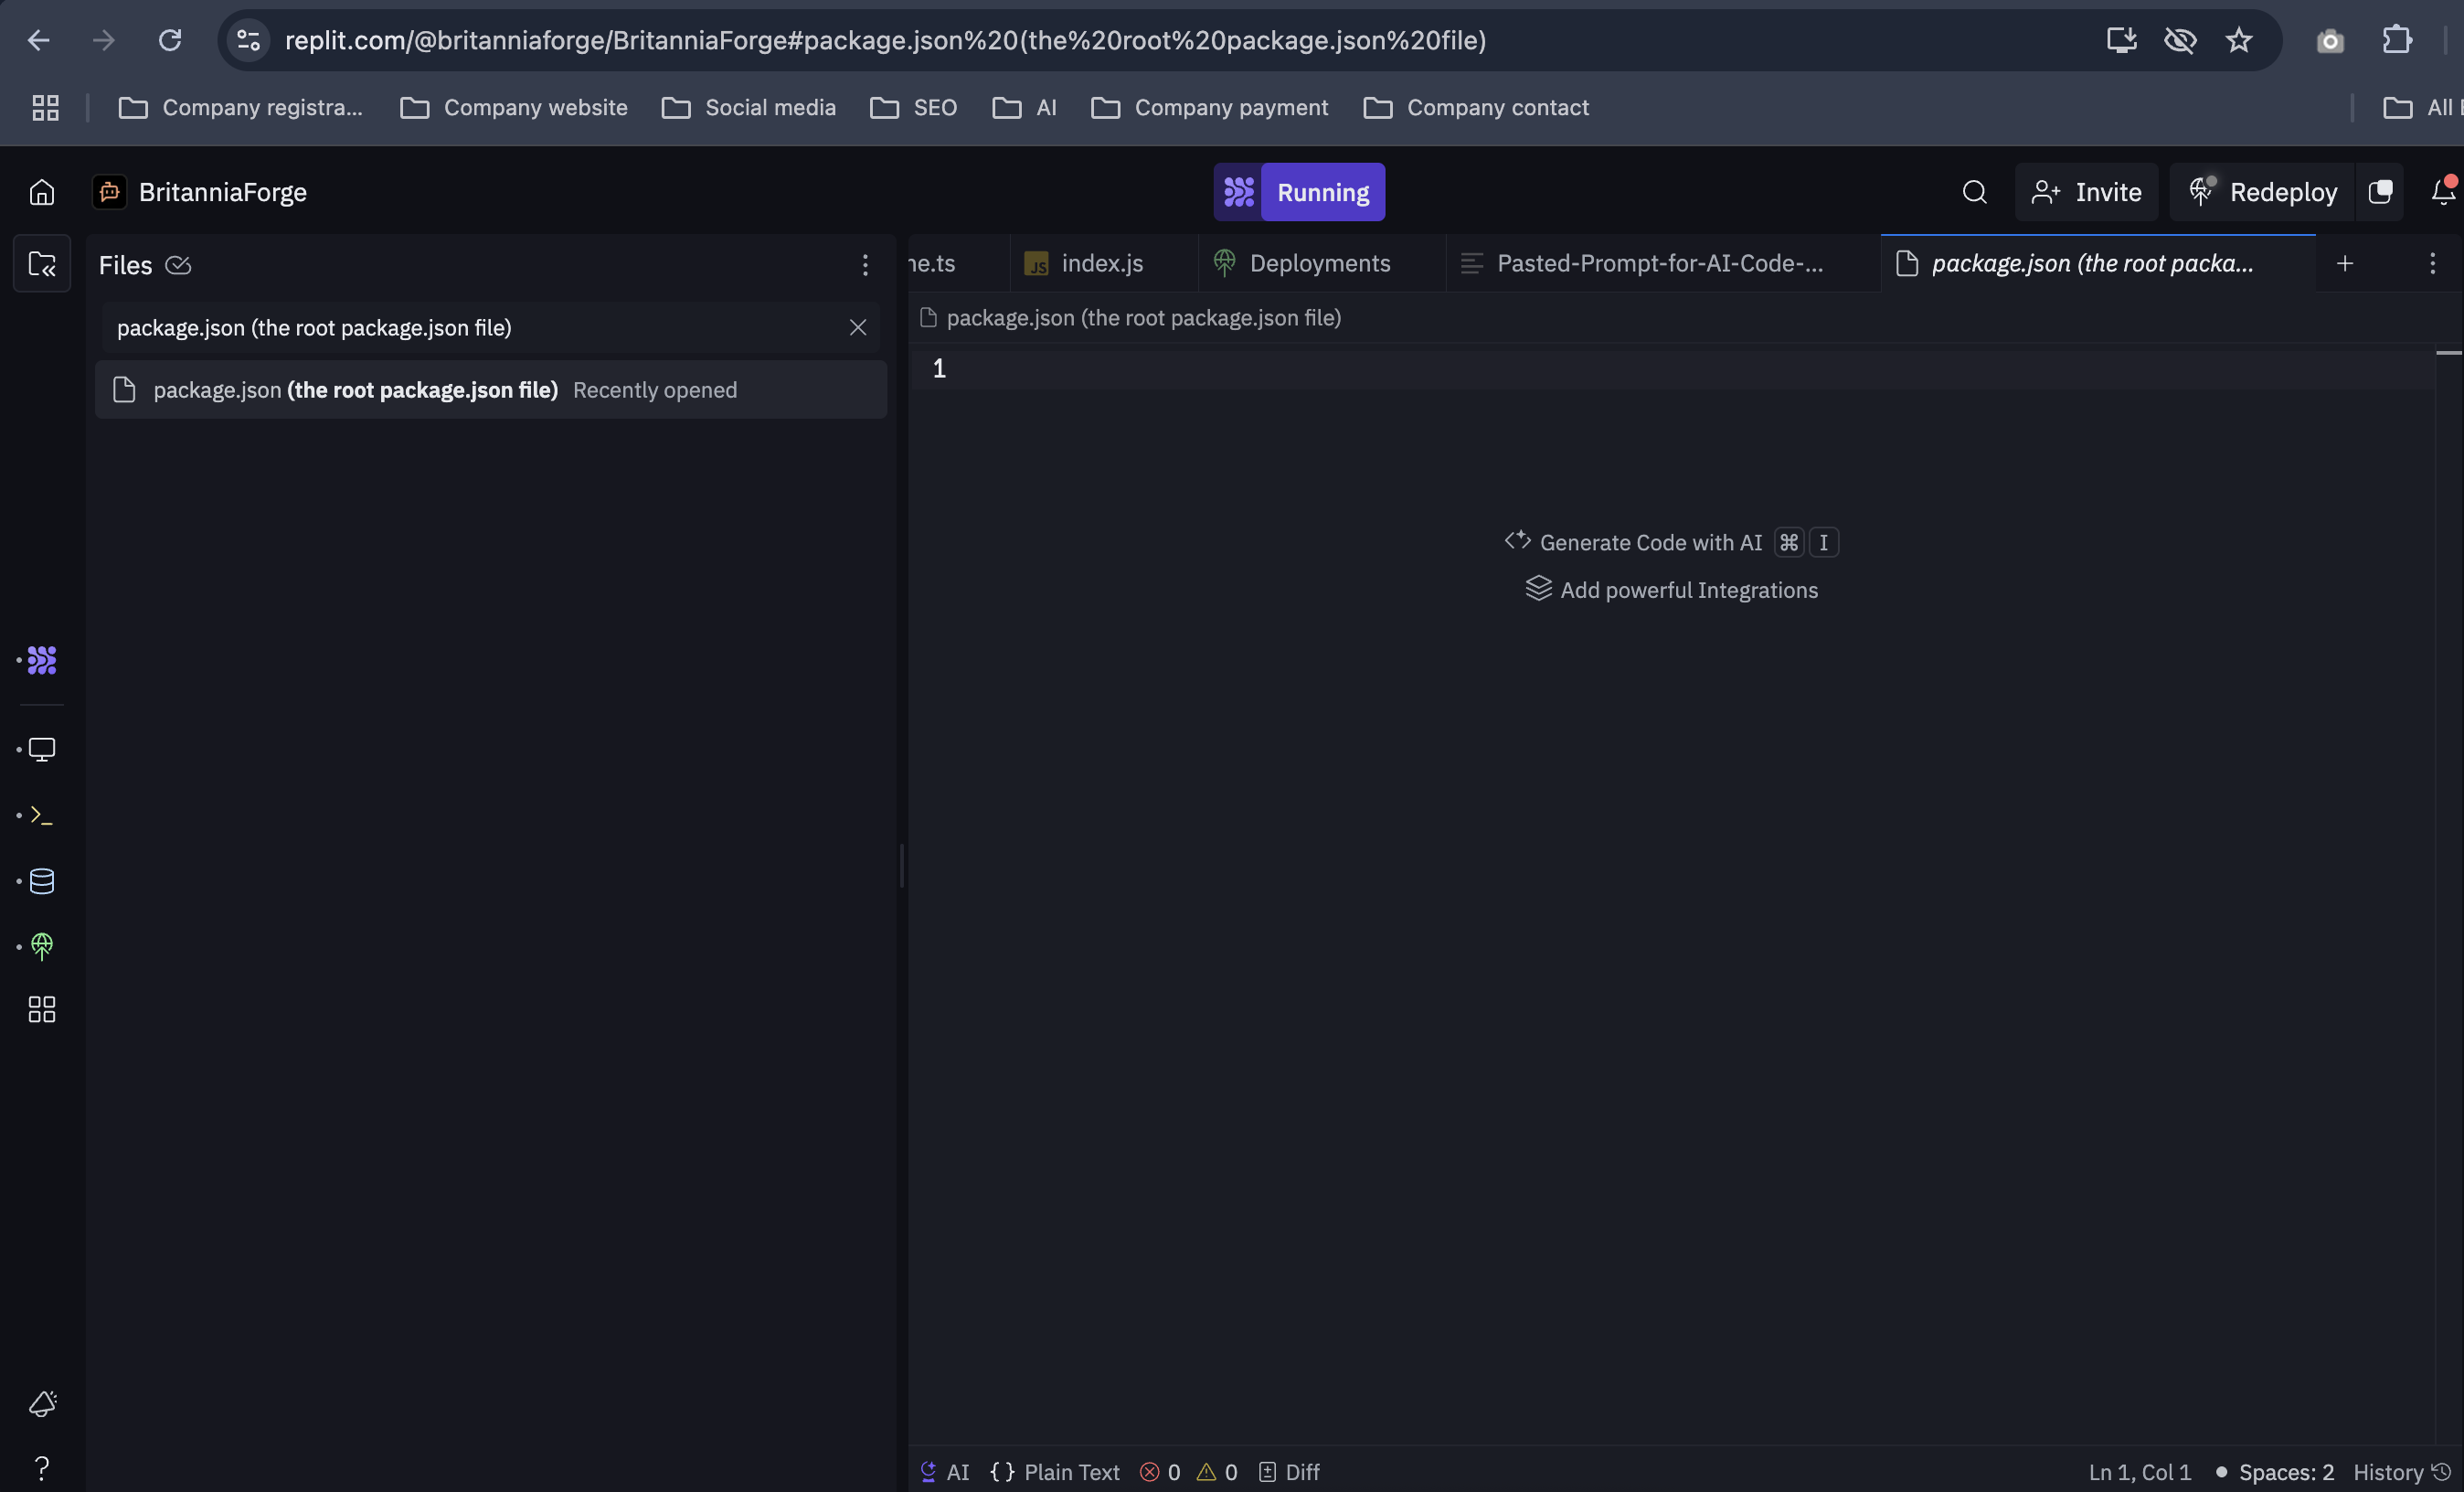 replit.com/@britanniaforge/BritanniaForge#package.json%20(the%20root%20package.json%20file)
Company registra...
Company website
Social media
SEO
AI
Company payment
Company contact
All
BritanniaForge
Running
Invite
Redeploy
Files
package.json (the root package.json file)
package.json (the root package.json file) Recently opened
ne.ts
JS index.js
Deployments
Pasted-Prompt-for-AI-Code-...
package.json (the root packa...
package.json (the root package.json file)
1
Generate Code with AI ⌘ I
Add powerful Integrations
AI {} Plain Text 0 0 Diff
Ln 1, Col 1 Spaces: 2 History